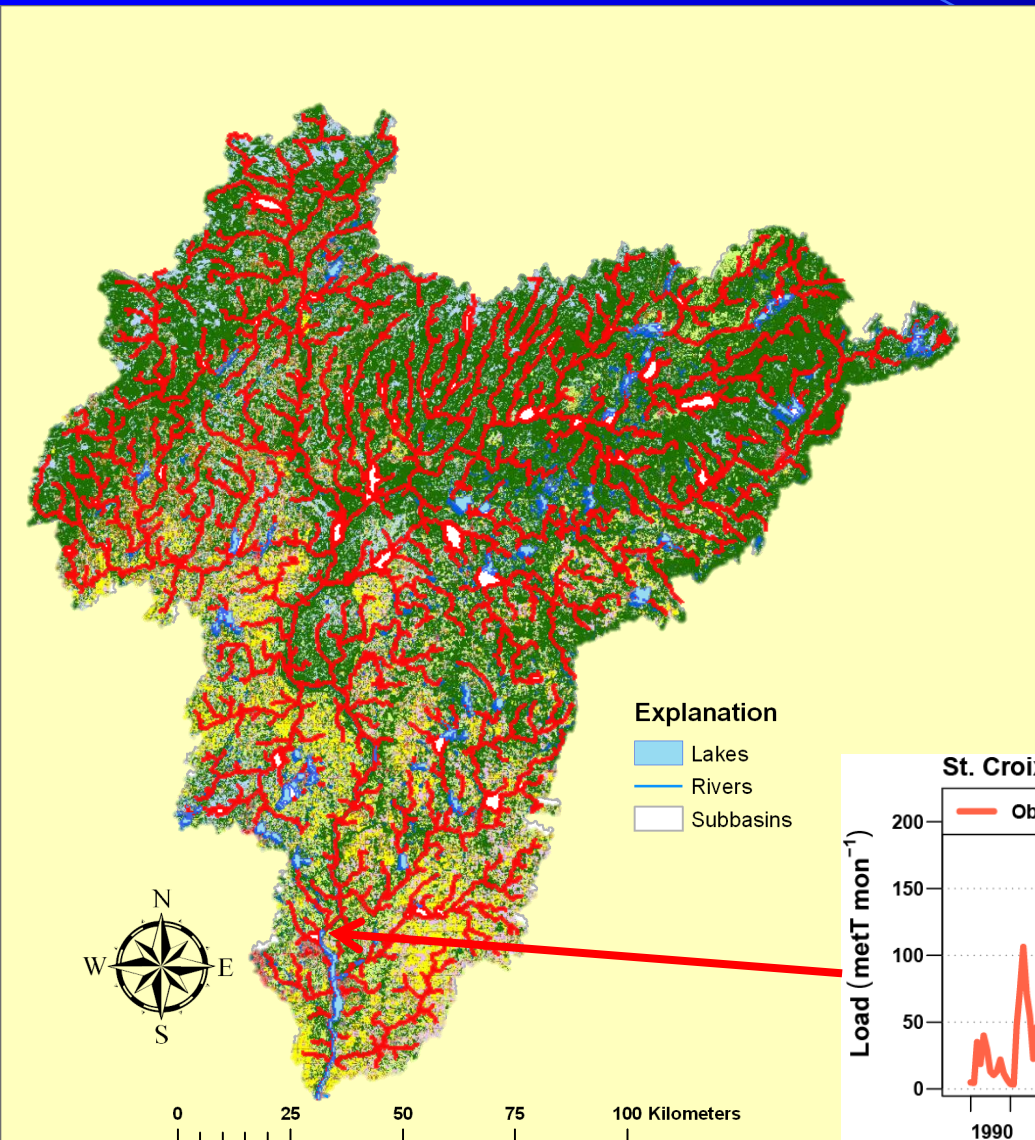 Explanation
Lakes
Rivers
Subbasins
N
W E
S
0 25 50 75 100 Kilometers
St. Croi
Ob
Load (metT mon⁻¹)
200
150
100
50
0
1990